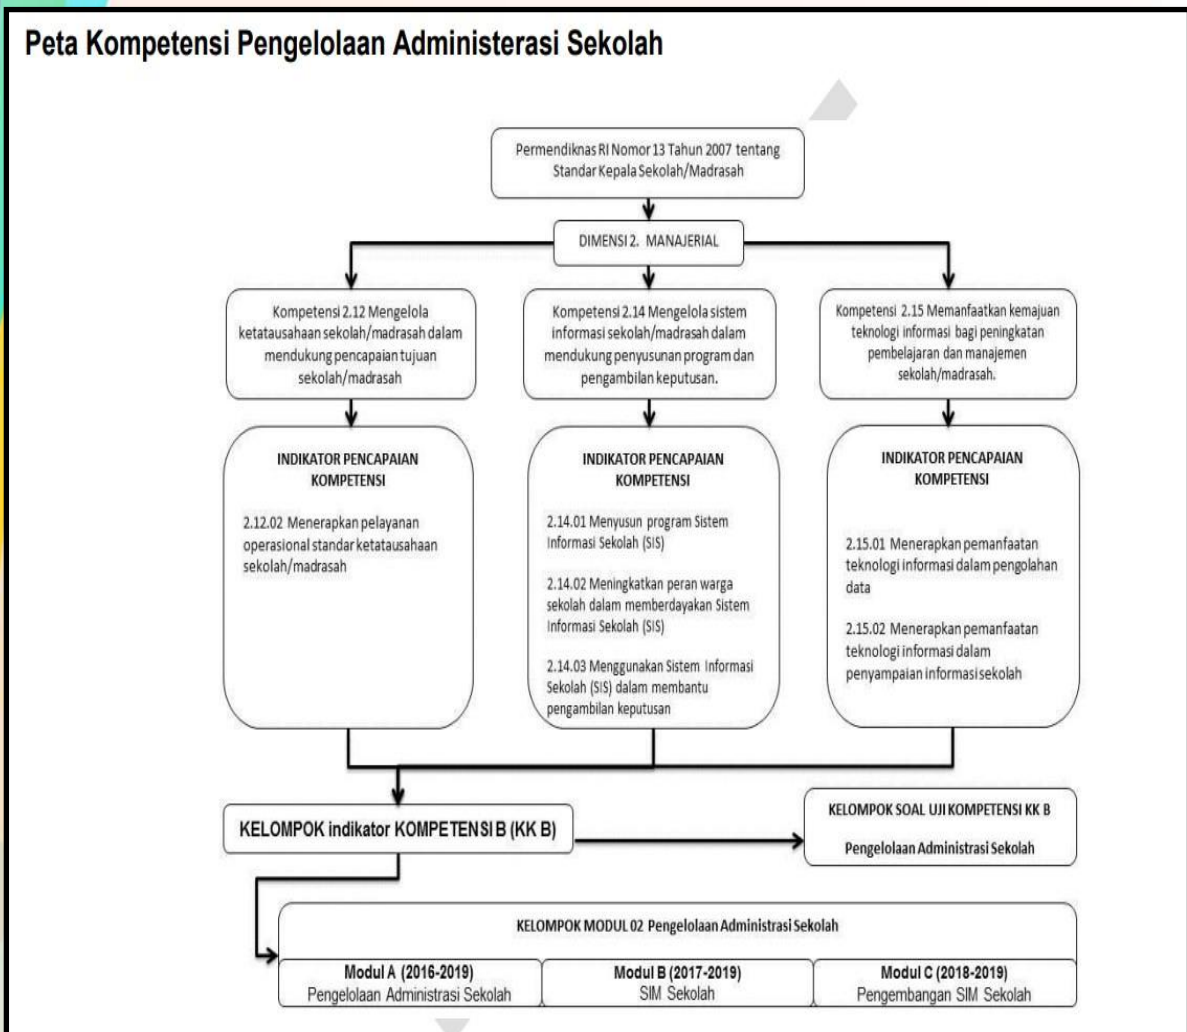 Peta Kompetensi Pengelolaan Administerasi Sekolah
Permendiknas RI Nomor 13 Tahun 2007 tentang
Standar Kepala Sekolah/Madrasah
DIMENSI 2. MANAJERIAL
Kompetensi 2.12 Mengelola
ketatausahaan sekolah/madrasah dalam
mendukung pencapaian tujuan
sekolah/madrasah
Kompetensi 2.14 Mengelola sistem
informasi sekolah/madrasah dalam
mendukung penyusunan program dan
pengambilan keputusan.
Kompetensi 2.15 Memanfaatkan kemajuan
teknologi informasi bagi peningkatan
pembelajaran dan manajemen
sekolah/madrasah.
INDIKATOR PENCAPAIAN
KOMPETENSI
2.12.02 Menerapkan pelayanan
operasional standar ketatausahaan
sekolah/madrasah
INDIKATOR PENCAPAIAN
KOMPETENSI
2.14.01 Menyusun program Sistem
Informasi Sekolah (SIS)
2.14.02 Meningkatkan peran warga
sekolah dalam memberdayakan Sistem
Informasi Sekolah (SIS)
2.14.03 Menggunakan Sistem Informasi
Sekolah (SIS) dalam membantu
pengambilan keputusan
INDIKATOR PENCAPAIAN
KOMPETENSI
2.15.01 Menerapkan pemanfaatan
teknologi informasi dalam pengolahan
data
2.15.02 Menerapkan pemanfaatan
teknologi informasi dalam
penyampaian informasi sekolah
KELOMPOK indikator KOMPETENSI B (KK B)
KELOMPOK SOAL UJI KOMPETENSI KK B
Pengelolaan Administrasi Sekolah
KELOMPOK MODUL 02 Pengelolaan Administrasi Sekolah
Modul A (2016-2019)
Pengelolaan Administrasi Sekolah
Modul B (2017-2019)
SIM Sekolah
Modul C (2018-2019)
Pengembangan SIM Sekolah